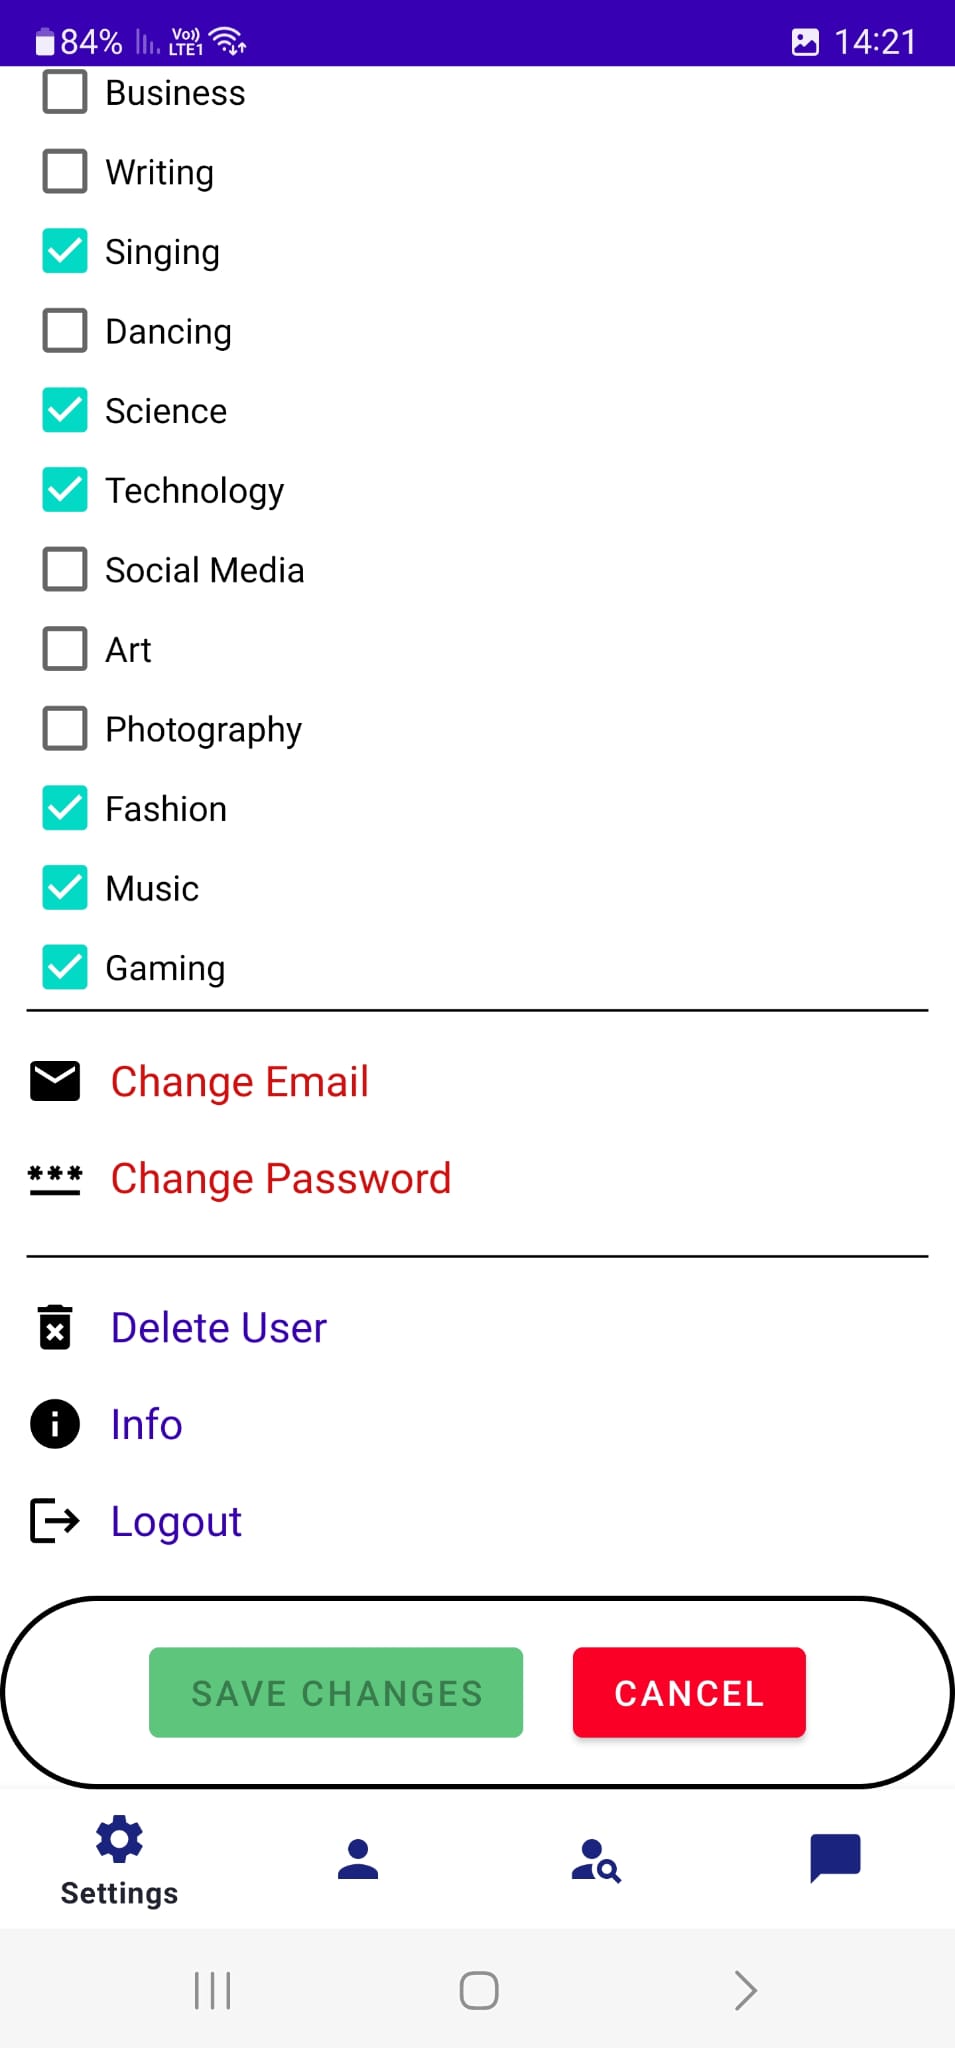 84% Vo)) LTE1 14:21
Business
Writing
Singing
Dancing
Science
Technology
Social Media
Art
Photography
Fashion
Music
Gaming
Change Email
*** Change Password
Delete User
Info
Logout
SAVE CHANGES CANCEL
Settings